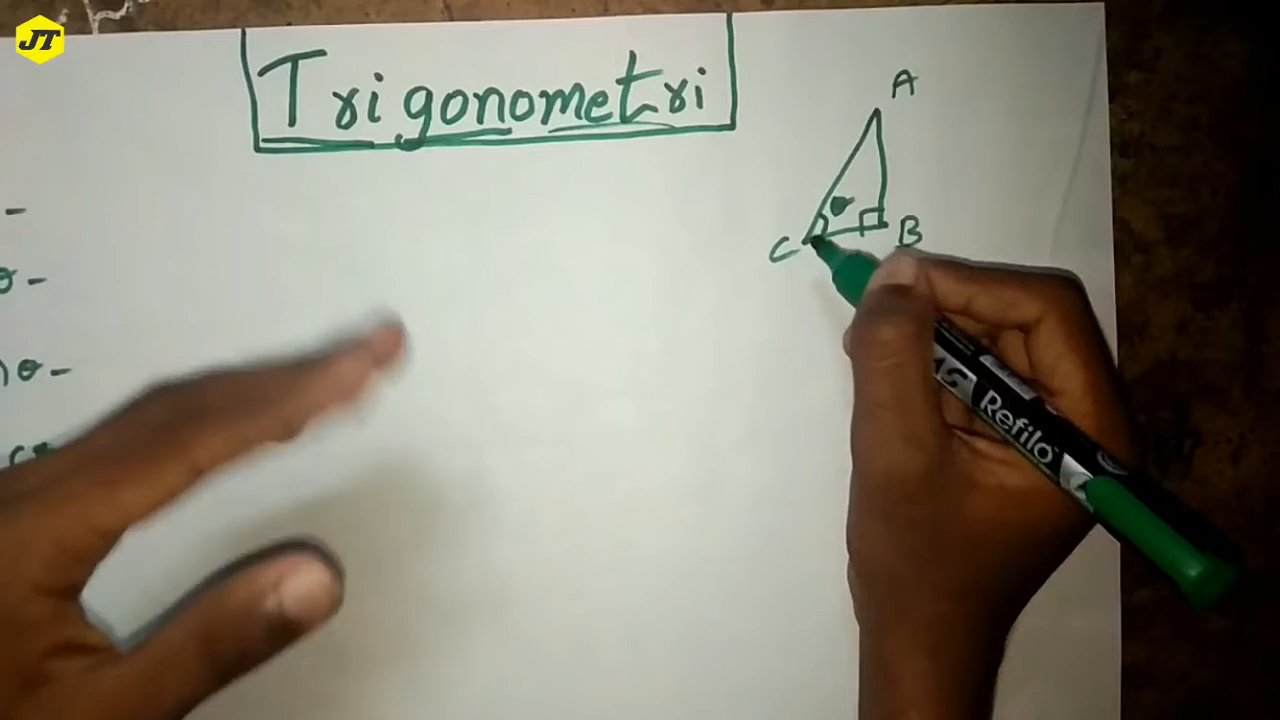 JT
Trigonometri
A
θ
B
C
-
θ-
θ-
Refilo